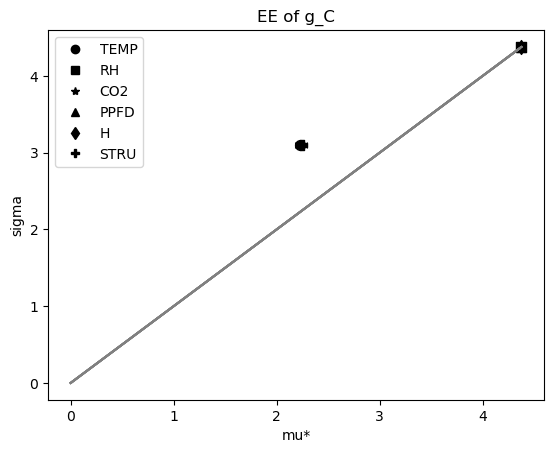 EE of g_C
TEMP
RH
CO2
PPFD
H
STRU
4
3
2
1
0
sigma
0 1 2 3 4
mu*